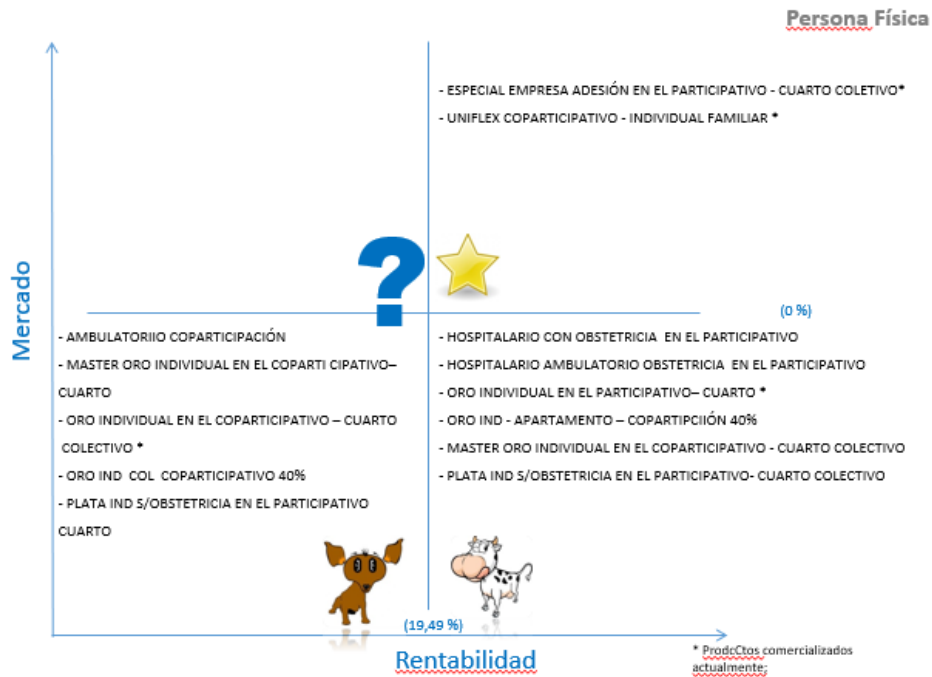 Persona Física
- ESPECIAL EMPRESA ADESIÓN EN EL PARTICIPATIVO - CUARTO COLETIVO*
- UNIFLEX COPARTICIPATIVO - INDIVIDUAL FAMILIAR *
?
Mercado
(0 %)
- AMBULATORIIO COPARTICIPACIÓN
- MASTER ORO INDIVIDUAL EN EL COPARTI CIPATIVO–
CUARTO
- ORO INDIVIDUAL EN EL COPARTICIPATIVO – CUARTO
COLECTIVO *
- ORO IND COL COPARTICIPATIVO 40%
- PLATA IND S/OBSTETRICIA EN EL PARTICIPATIVO
CUARTO
- HOSPITALARIO CON OBSTETRICIA EN EL PARTICIPATIVO
- HOSPITALARIO AMBULATORIO OBSTETRICIA EN EL PARTICIPATIVO
- ORO INDIVIDUAL EN EL PARTICIPATIVO– CUARTO *
- ORO IND - APARTAMENTO – COPARTIPCIIÓN 40%
- MASTER ORO INDIVIDUAL EN EL COPARTICIPATIVO - CUARTO COLECTIVO
- PLATA IND S/OBSTETRICIA EN EL PARTICIPATIVO- CUARTO COLECTIVO
(19,49 %)
Rentabilidad
* ProdcCtos comercializados
actualmente;